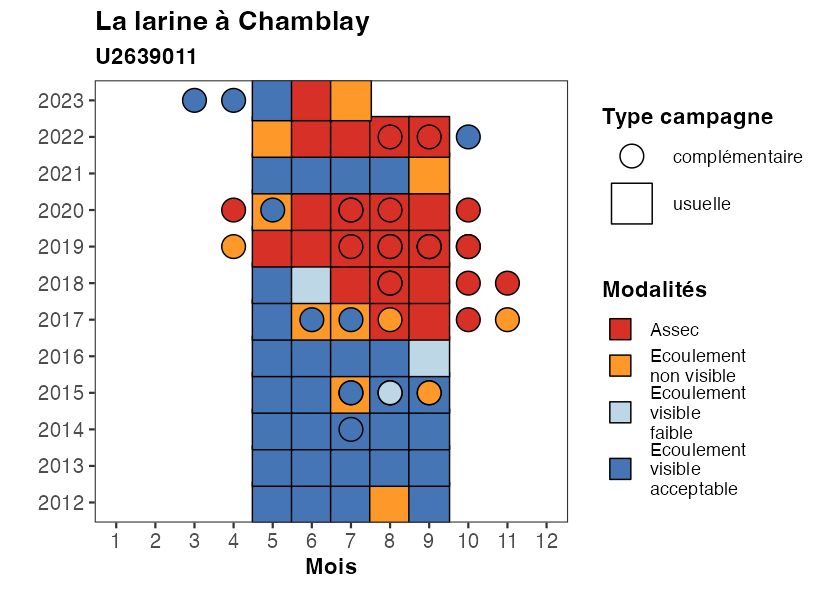 La larine à Chamblay
U2639011
2023
2022
2021
2020
2019
2018
2017
2016
2015
2014
2013
2012
1 2 3 4 5 6 7 8 9 10 11 12
Mois
Type campagne
complémentaire
usuelle
Modalités
Assec
Ecoulement
non visible
Ecoulement
visible
faible
Ecoulement
visible
acceptable